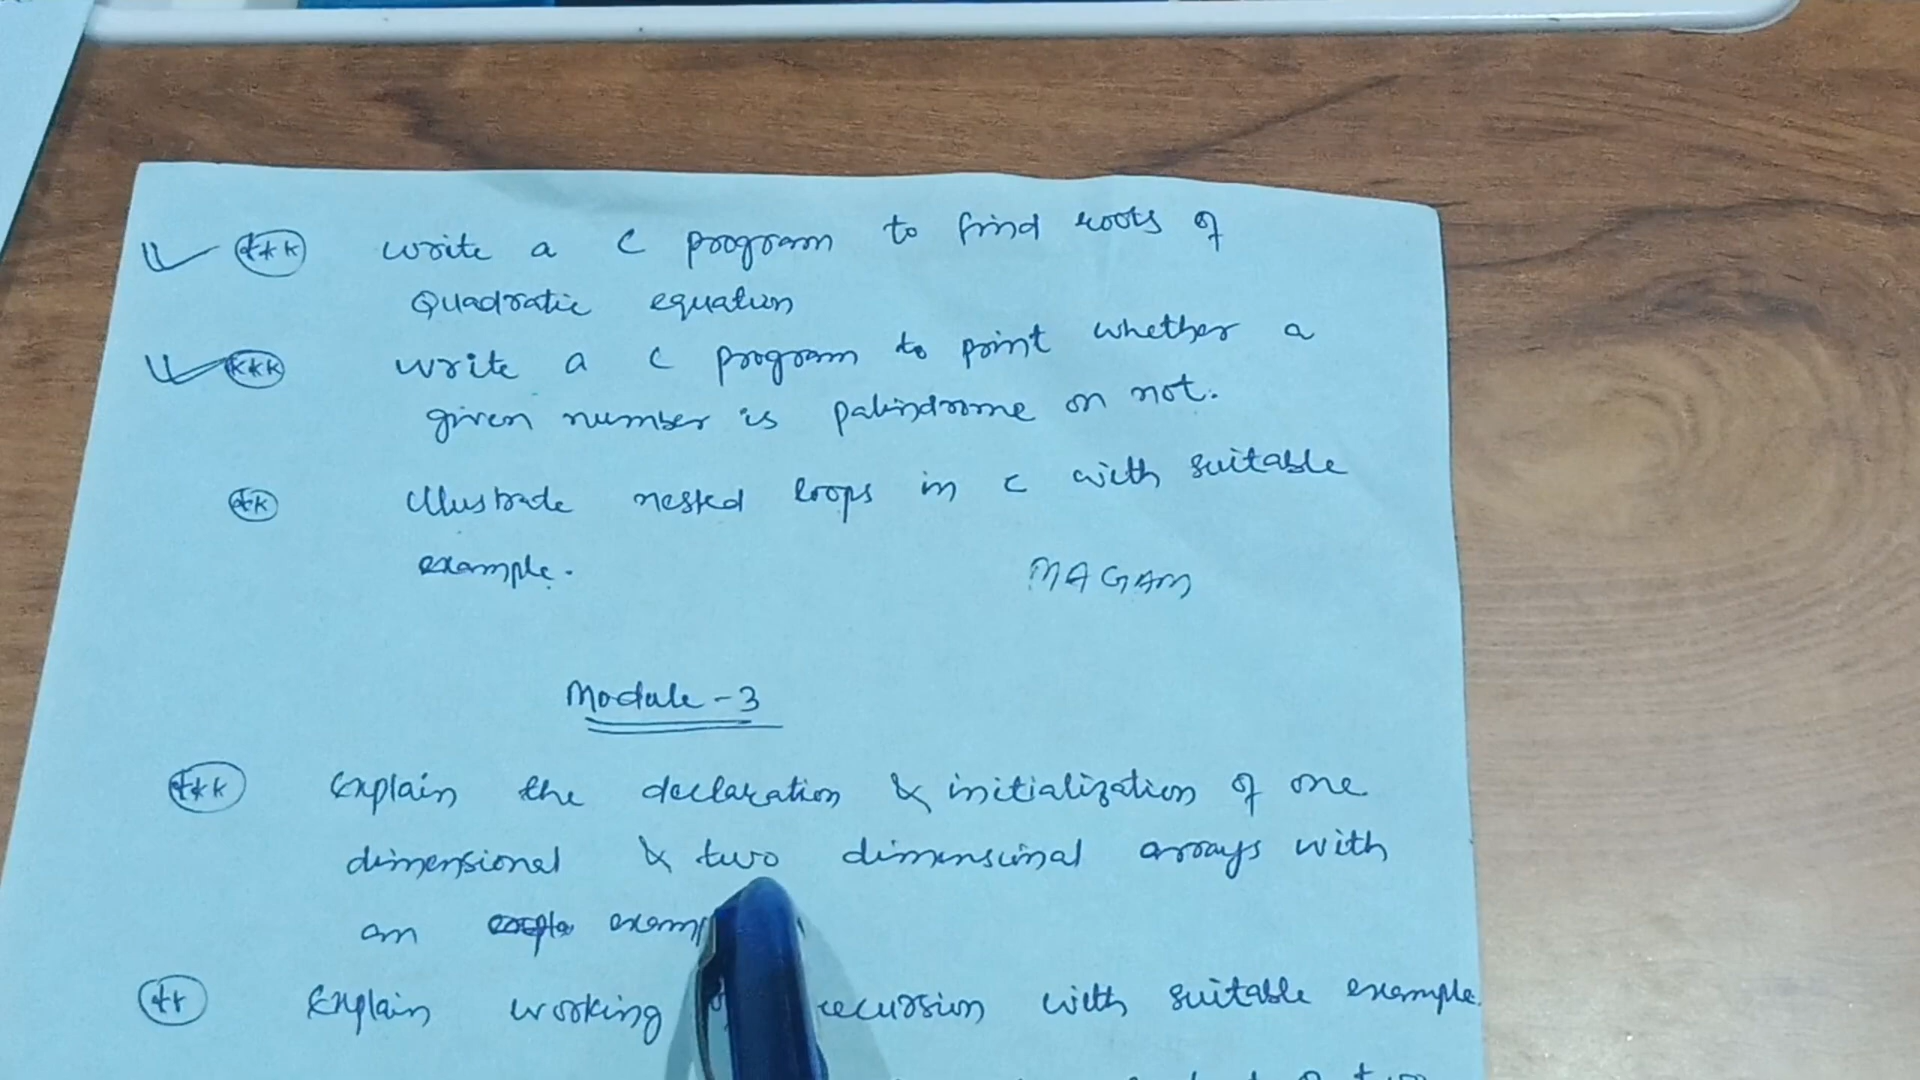 *** write a C program to find roots of
Quadratic equation
*** write a C program to print whether a
given number is palindrome or not.
** illustrate nested loops in C with suitable
example.
MAGAM
Module - 3
*** Explain the declaration & initialization of one
dimensional & two dimensional arrays with
an examp
** Explain working recursion with suitable example.